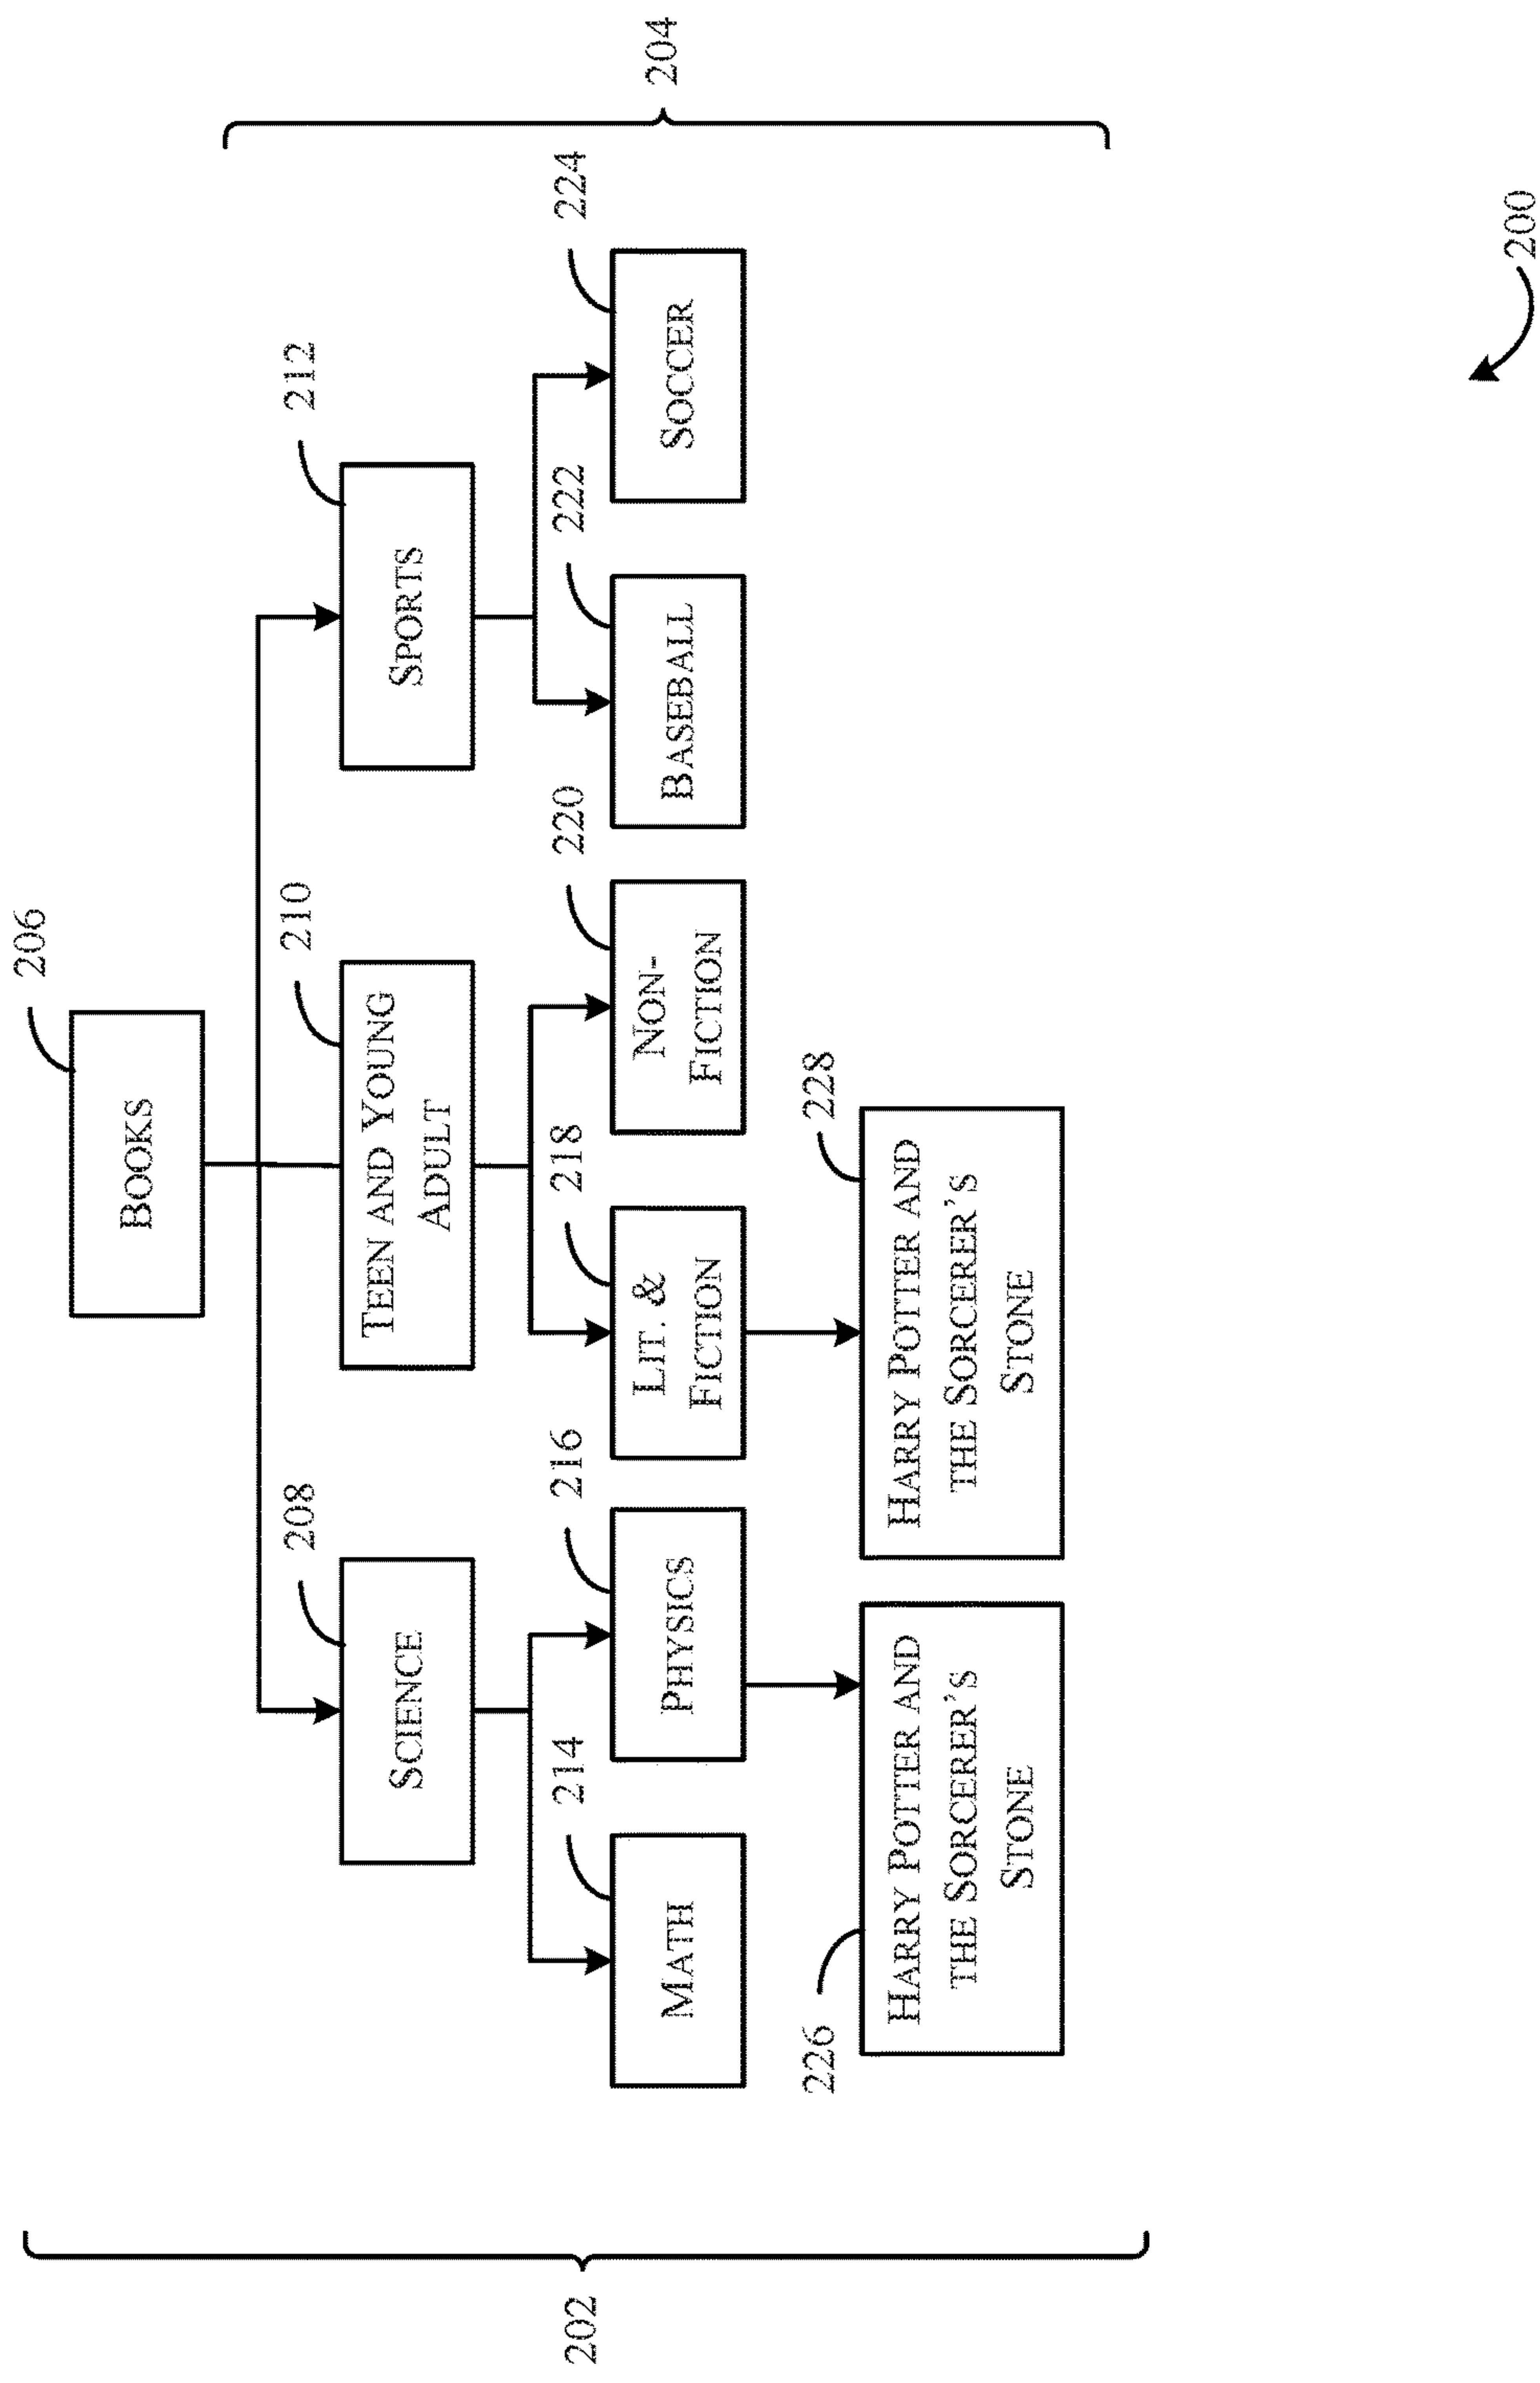 206
BOOKS
208
210
212
SCIENCE
TEEN AND YOUNG
ADULT
SPORTS
214
216
218
220
222
224
MATH
PHYSICS
LIT. &
FICTION
NON-
FICTION
BASEBALL
SOCCER
226
228
HARRY POTTER AND
THE SORCERER'S
STONE
HARRY POTTER AND
THE SORCERER'S
STONE
202
204
200